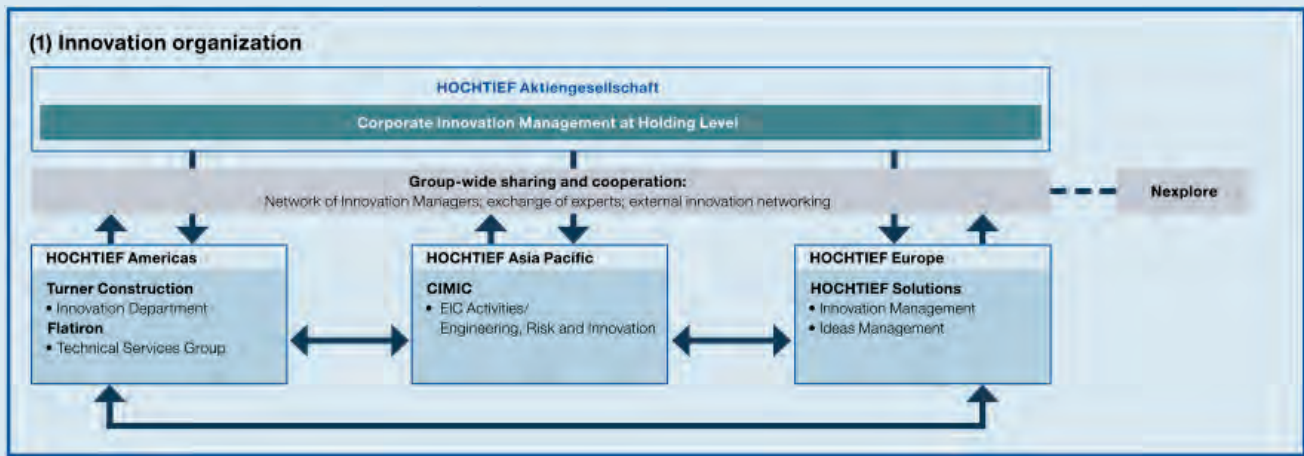 (1) Innovation organization
HOCHTIEF Aktiengesellschaft
Corporate Innovation Management at Holding Level
Group-wide sharing and cooperation:
Network of Innovation Managers; exchange of experts; external innovation networking
Nexplore
HOCHTIEF Americas
Turner Construction
• Innovation Department
Flatiron
• Technical Services Group
HOCHTIEF Asia Pacific
CIMIC
• EIC Activities/
Engineering, Risk and Innovation
HOCHTIEF Europe
HOCHTIEF Solutions
• Innovation Management
• Ideas Management